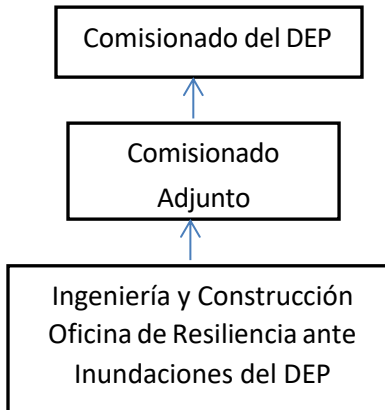 Comisionado del DEP
Comisionado
Adjunto
Ingeniería y Construcción
Oficina de Resiliencia ante
Inundaciones del DEP